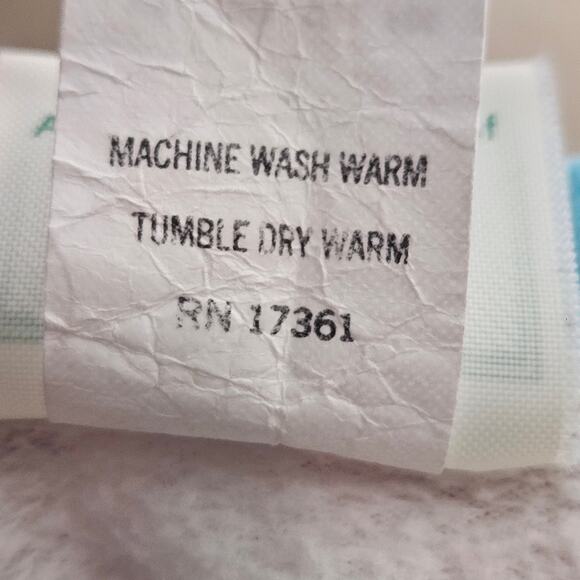 MACHINE WASH WARM
TUMBLE DRY WARM
RN 17361